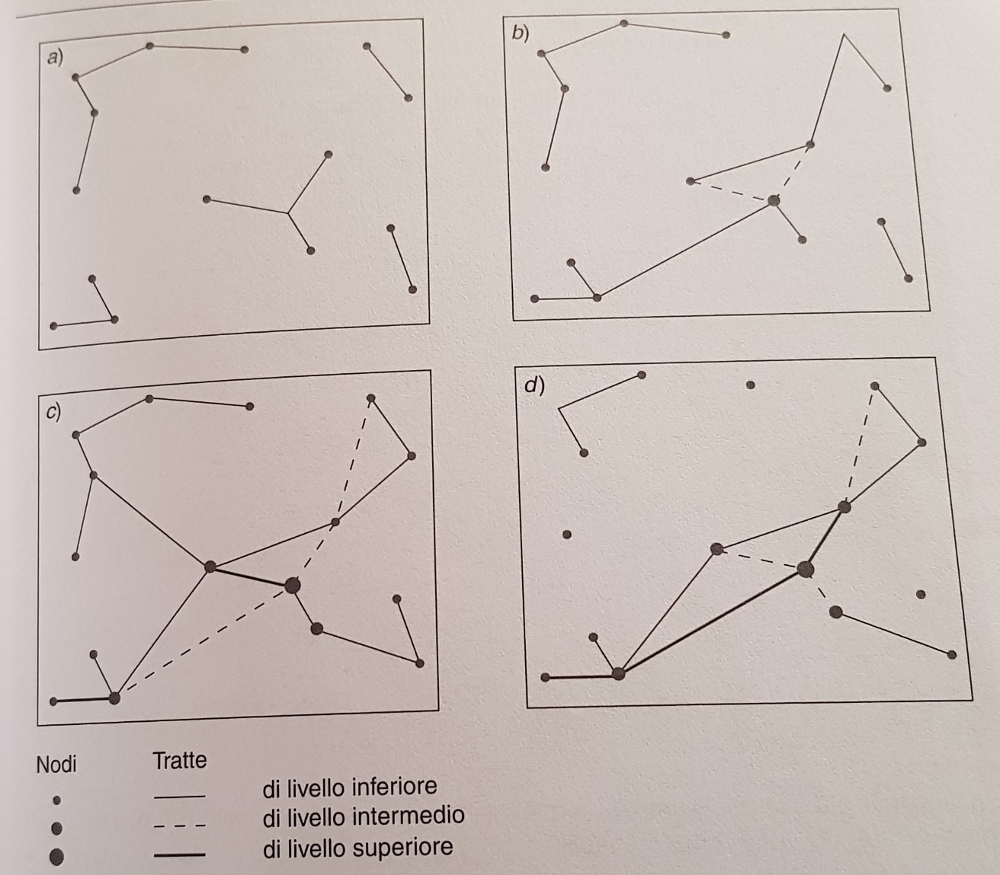 a)
b)
c)
d)
Nodi Tratte
di livello inferiore
di livello intermedio
di livello superiore